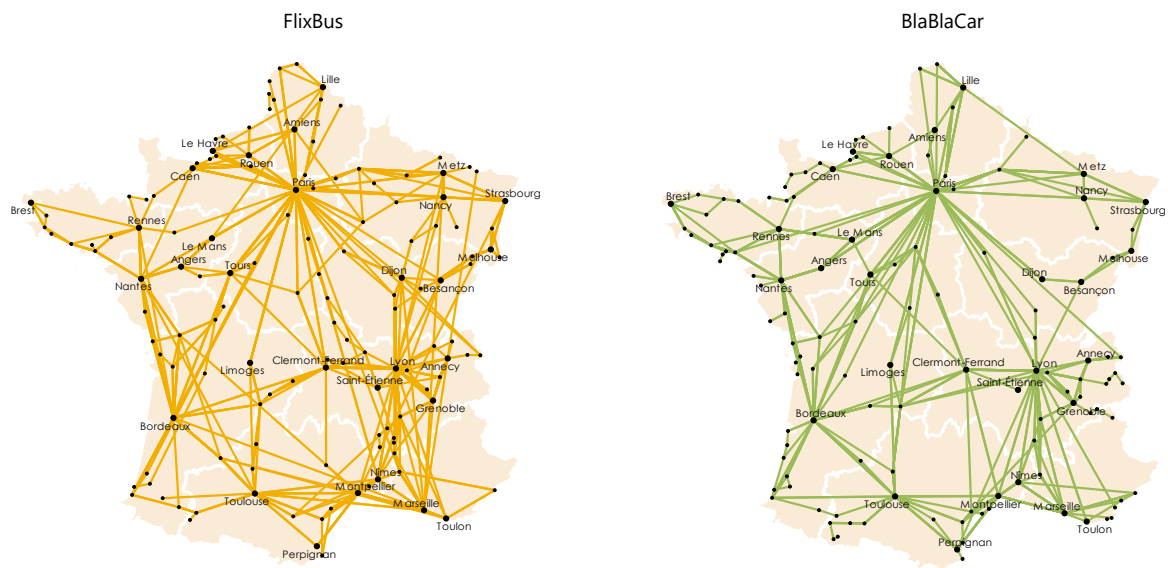 FlixBus
Lille
Amiens
Le Havre
Rouen
Caen
Paris
Metz
Nancy
Strasbourg
Brest
Rennes
Le Mans
Angers
Tours
Nantes
Dijon
Besançon
Mulhouse
Clermont-Ferrand
Limoges
Lyon
Annecy
Saint-Étienne
Grenoble
Bordeaux
Nîmes
Montpellier
Toulouse
Marseille
Toulon
Perpignan
BlaBlaCar
Lille
Amiens
Le Havre
Rouen
Caen
Paris
Metz
Nancy
Strasbourg
Brest
Rennes
Le Mans
Angers
Tours
Nantes
Dijon
Besançon
Mulhouse
Clermont-Ferrand
Limoges
Lyon
Annecy
Saint-Étienne
Grenoble
Bordeaux
Nîmes
Montpellier
Toulouse
Marseille
Toulon
Perpignan